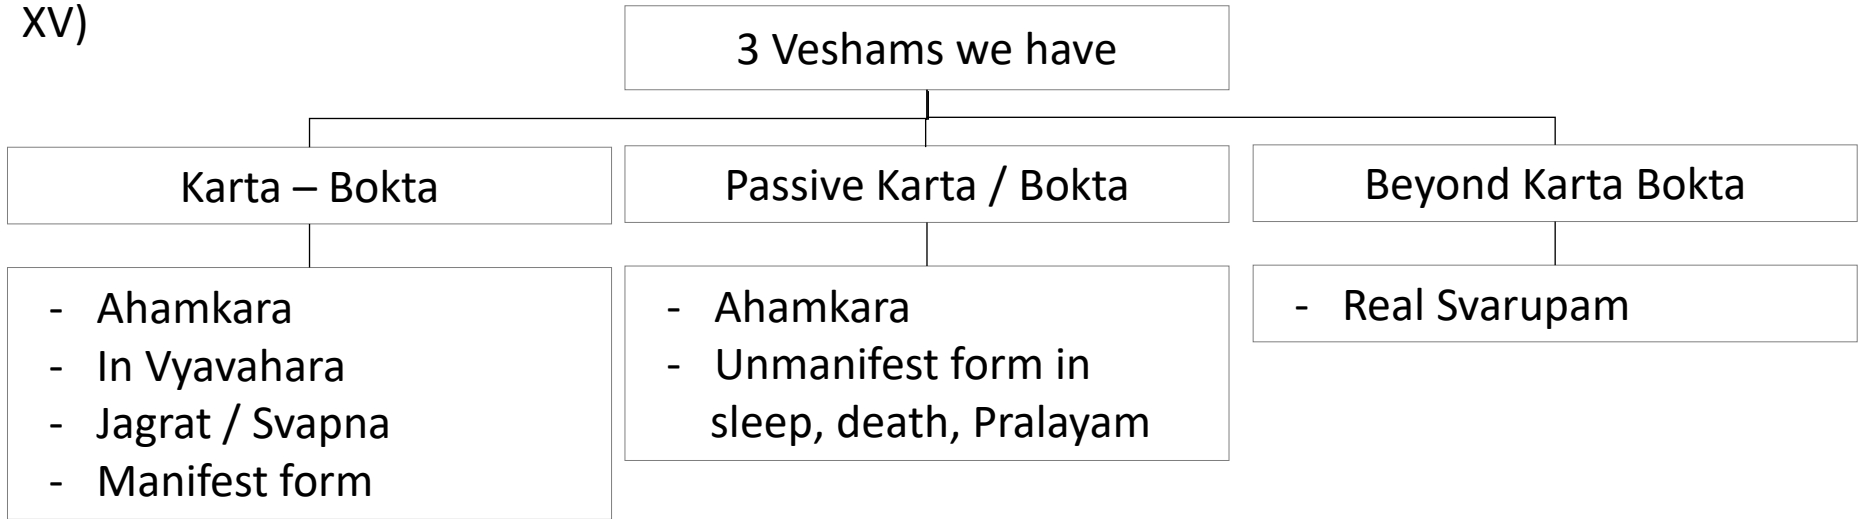 XV)
3 Veshams we have
Karta – Bokta
Passive Karta / Bokta
Beyond Karta Bokta
- Ahamkara
- In Vyavahara
- Jagrat / Svapna
- Manifest form
- Ahamkara
- Unmanifest form in
sleep, death, Pralayam
- Real Svarupam